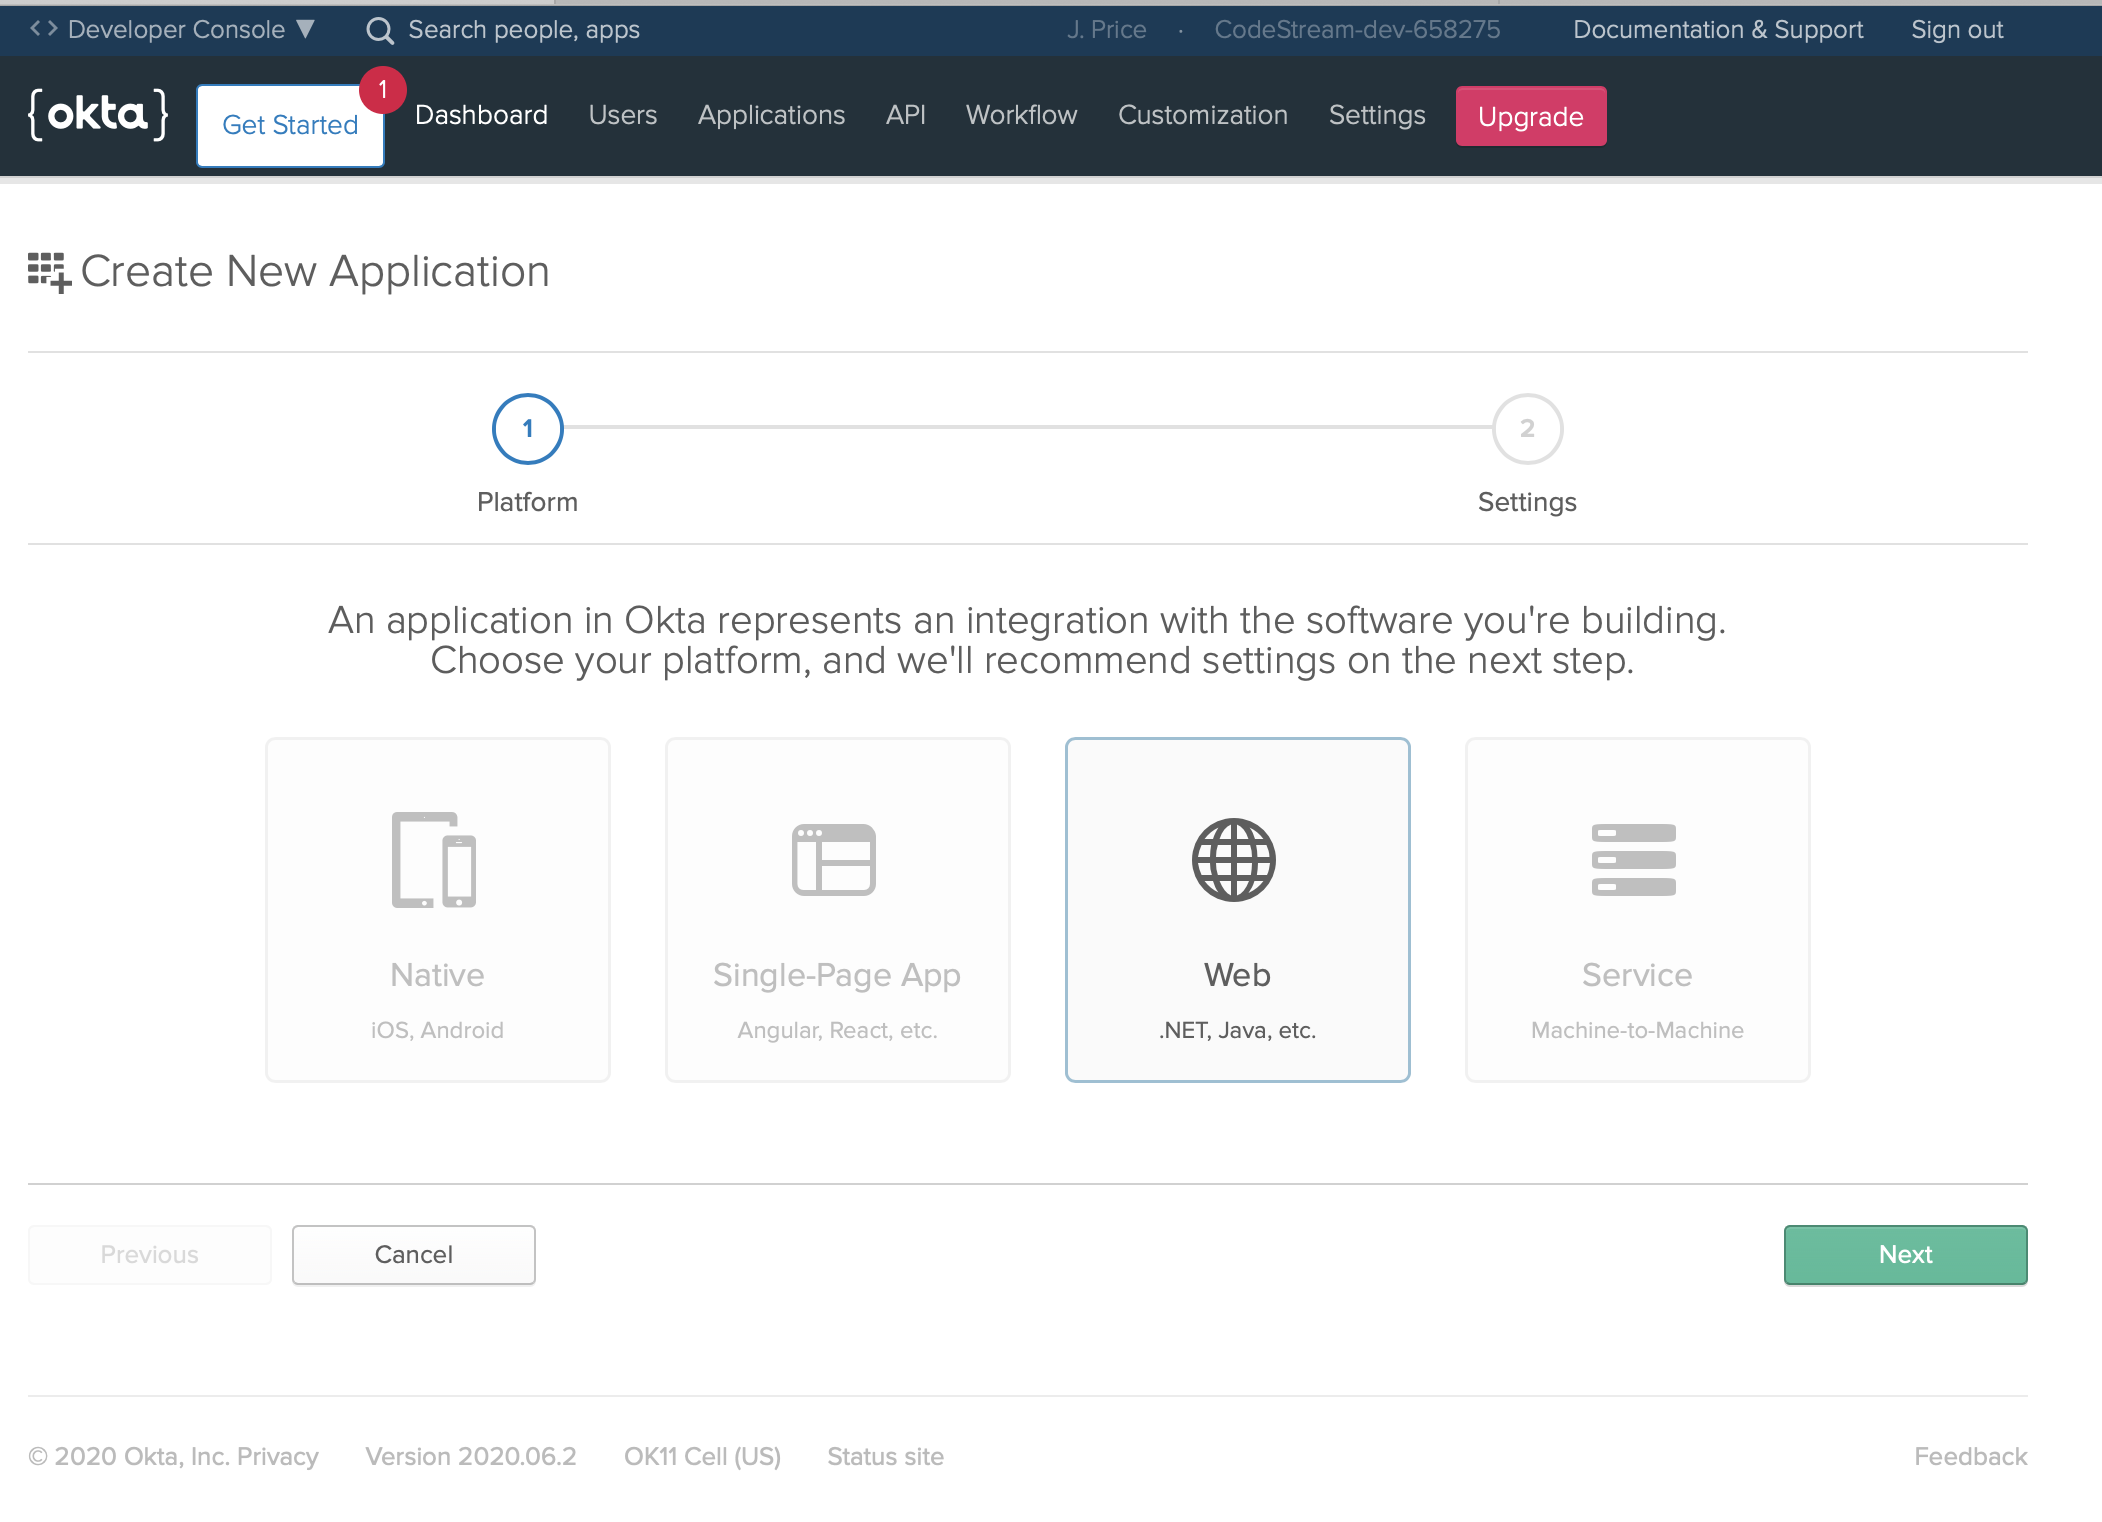 <> Developer Console ▼ Search people, apps J. Price · CodeStream-dev-658275 Documentation & Support Sign out
{okta} Get Started 1 Dashboard Users Applications API Workflow Customization Settings Upgrade
Create New Application
1 2
Platform Settings
An application in Okta represents an integration with the software you're building.
Choose your platform, and we'll recommend settings on the next step.
Native Single-Page App Web Service
iOS, Android Angular, React, etc. .NET, Java, etc. Machine-to-Machine
Previous Cancel Next
© 2020 Okta, Inc. Privacy Version 2020.06.2 OK11 Cell (US) Status site Feedback